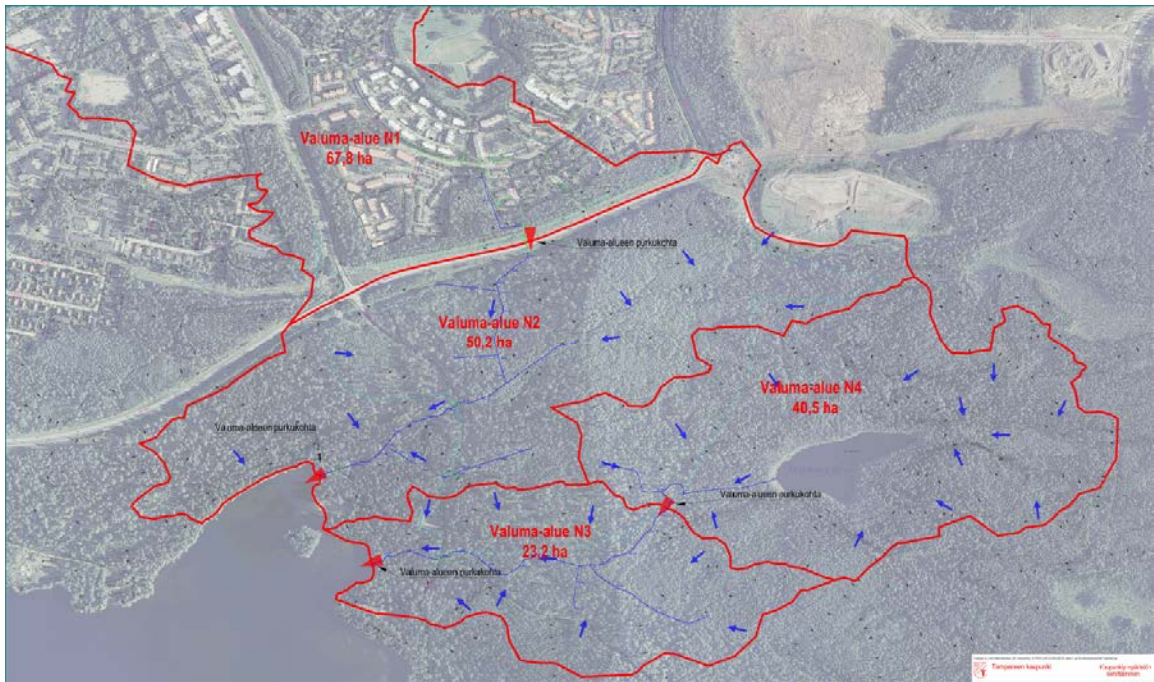 Valuma-alue N1
67,8 ha
Valuma-alueen purkukohta
Valuma-alue N2
50,2 ha
Valuma-alue N4
40,5 ha
Valuma-alueen purkukohta
Valuma-alueen purkukohta
Valuma-alue N3
23,2 ha
Valuma-alueen purkukohta
Tampereen kaupunki